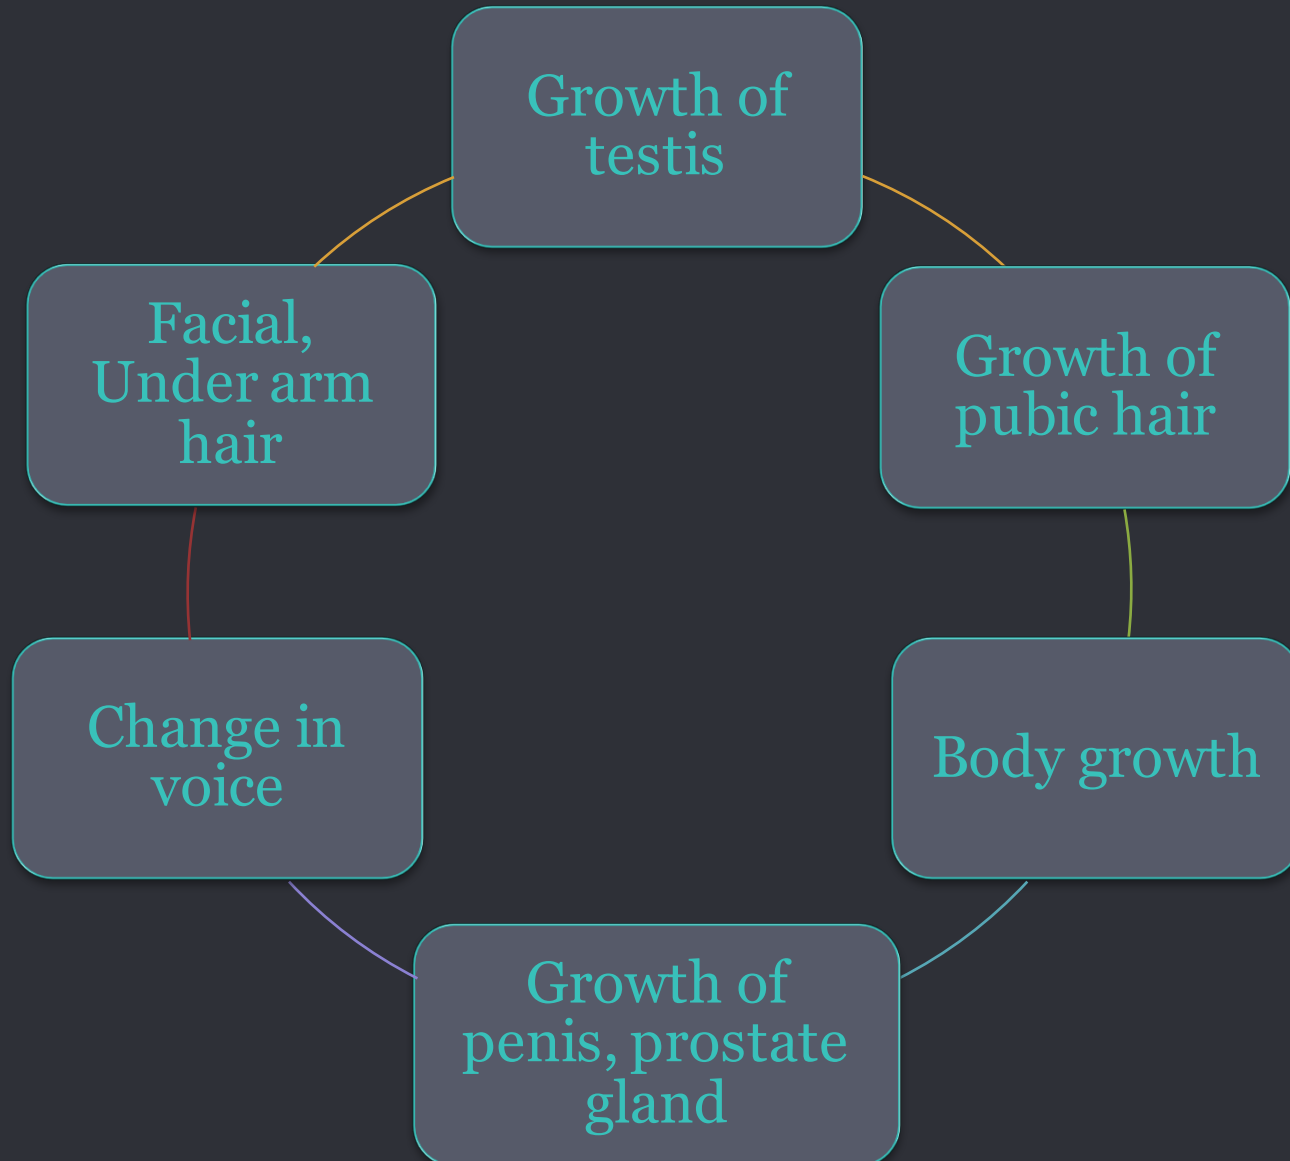 Growth of
testis
Growth of
pubic hair
Body growth
Growth of
penis, prostate
gland
Change in
voice
Facial,
Under arm
hair